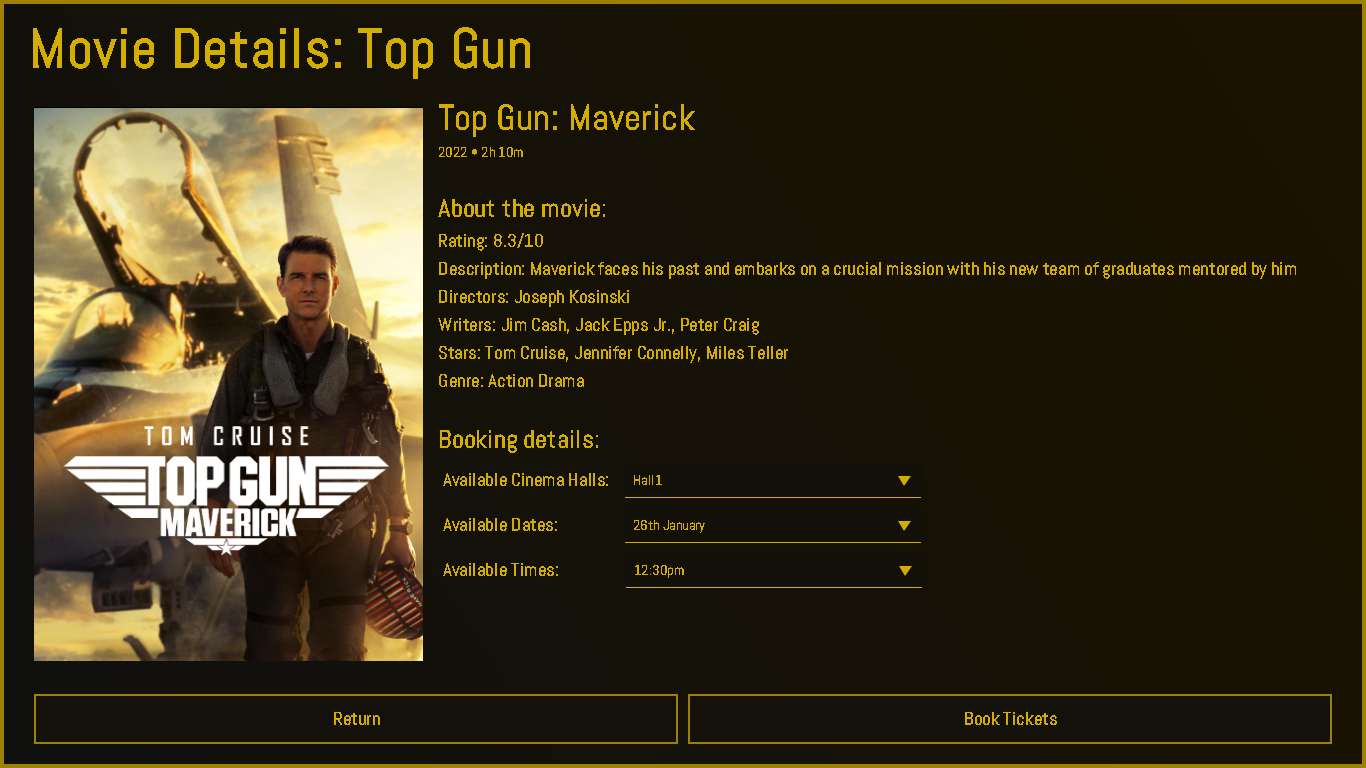 Movie Details: Top Gun
Top Gun: Maverick
2022 • 2h 10m
About the movie:
Rating: 8.3/10
Description: Maverick faces his past and embarks on a crucial mission with his new team of graduates mentored by him
Directors: Joseph Kosinski
Writers: Jim Cash, Jack Epps Jr., Peter Craig
Stars: Tom Cruise, Jennifer Connelly, Miles Teller
Genre: Action Drama
TOM CRUISE
TOP GUN
MAVERICK
Booking details:
Available Cinema Halls: Hall 1
Available Dates: 26th January
Available Times: 12:30pm
Return
Book Tickets